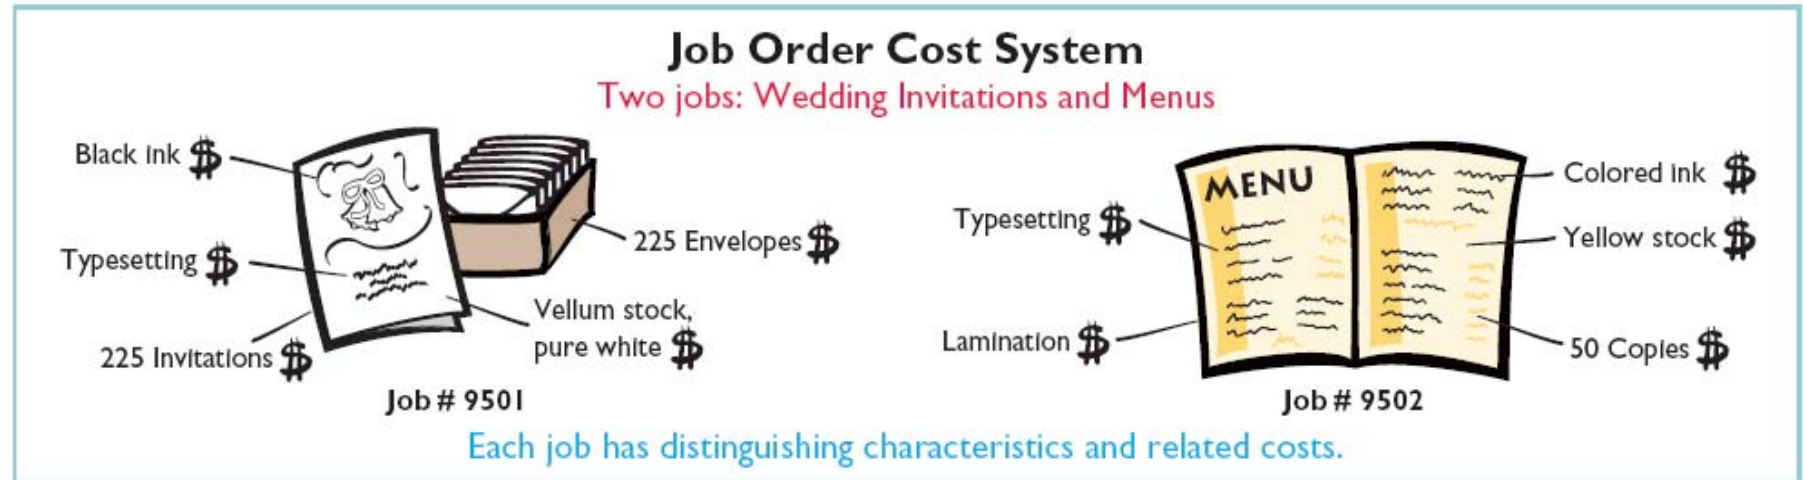 Job Order Cost System
Two jobs: Wedding Invitations and Menus
Black ink $
Typesetting $
225 Invitations $
225 Envelopes $
Vellum stock,
pure white $
Job # 9501
MENU
Typesetting $
Lamination $
Colored ink $
Yellow stock $
50 Copies $
Job # 9502
Each job has distinguishing characteristics and related costs.